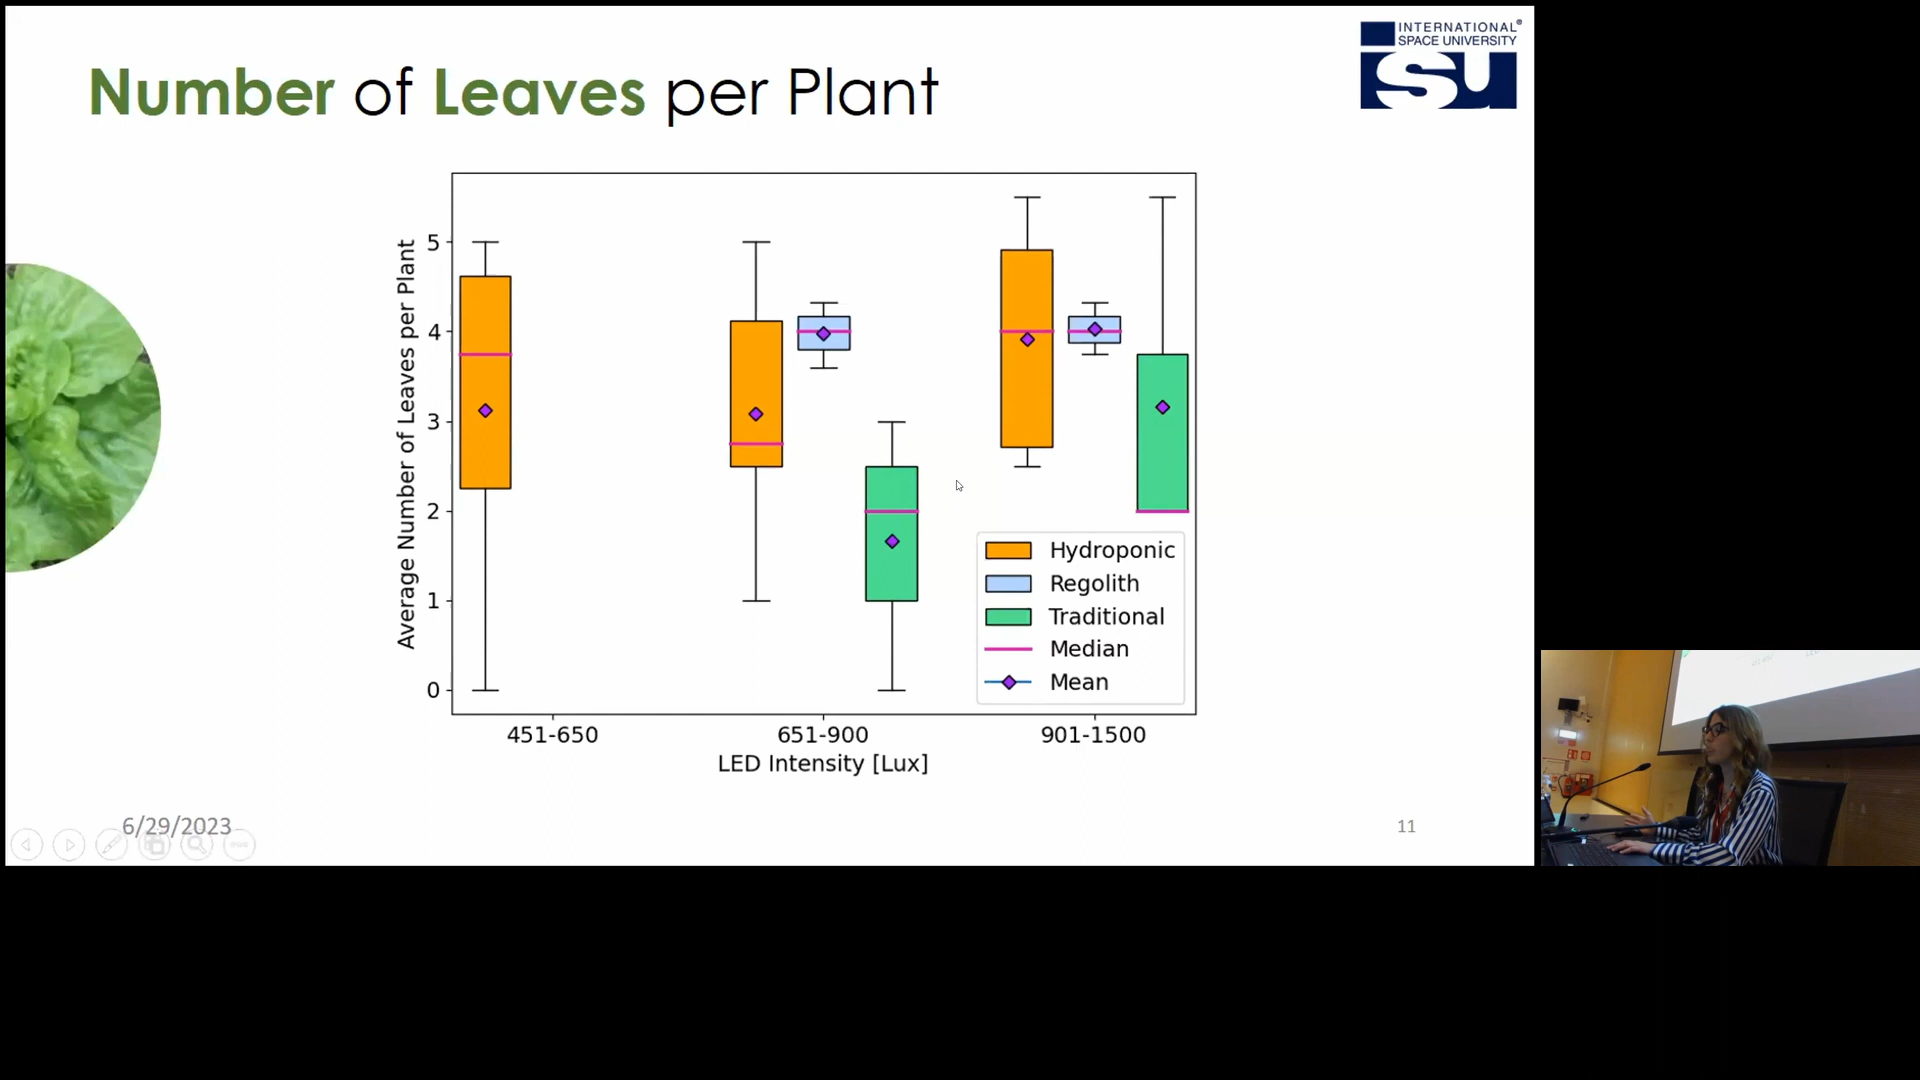 Number of Leaves per Plant
INTERNATIONAL®
SPACE UNIVERSITY
iSU
Average Number of Leaves per Plant
5
4
3
2
1
0
Hydroponic
Regolith
Traditional
Median
Mean
451-650
651-900
901-1500
LED Intensity [Lux]
6/29/2023
11